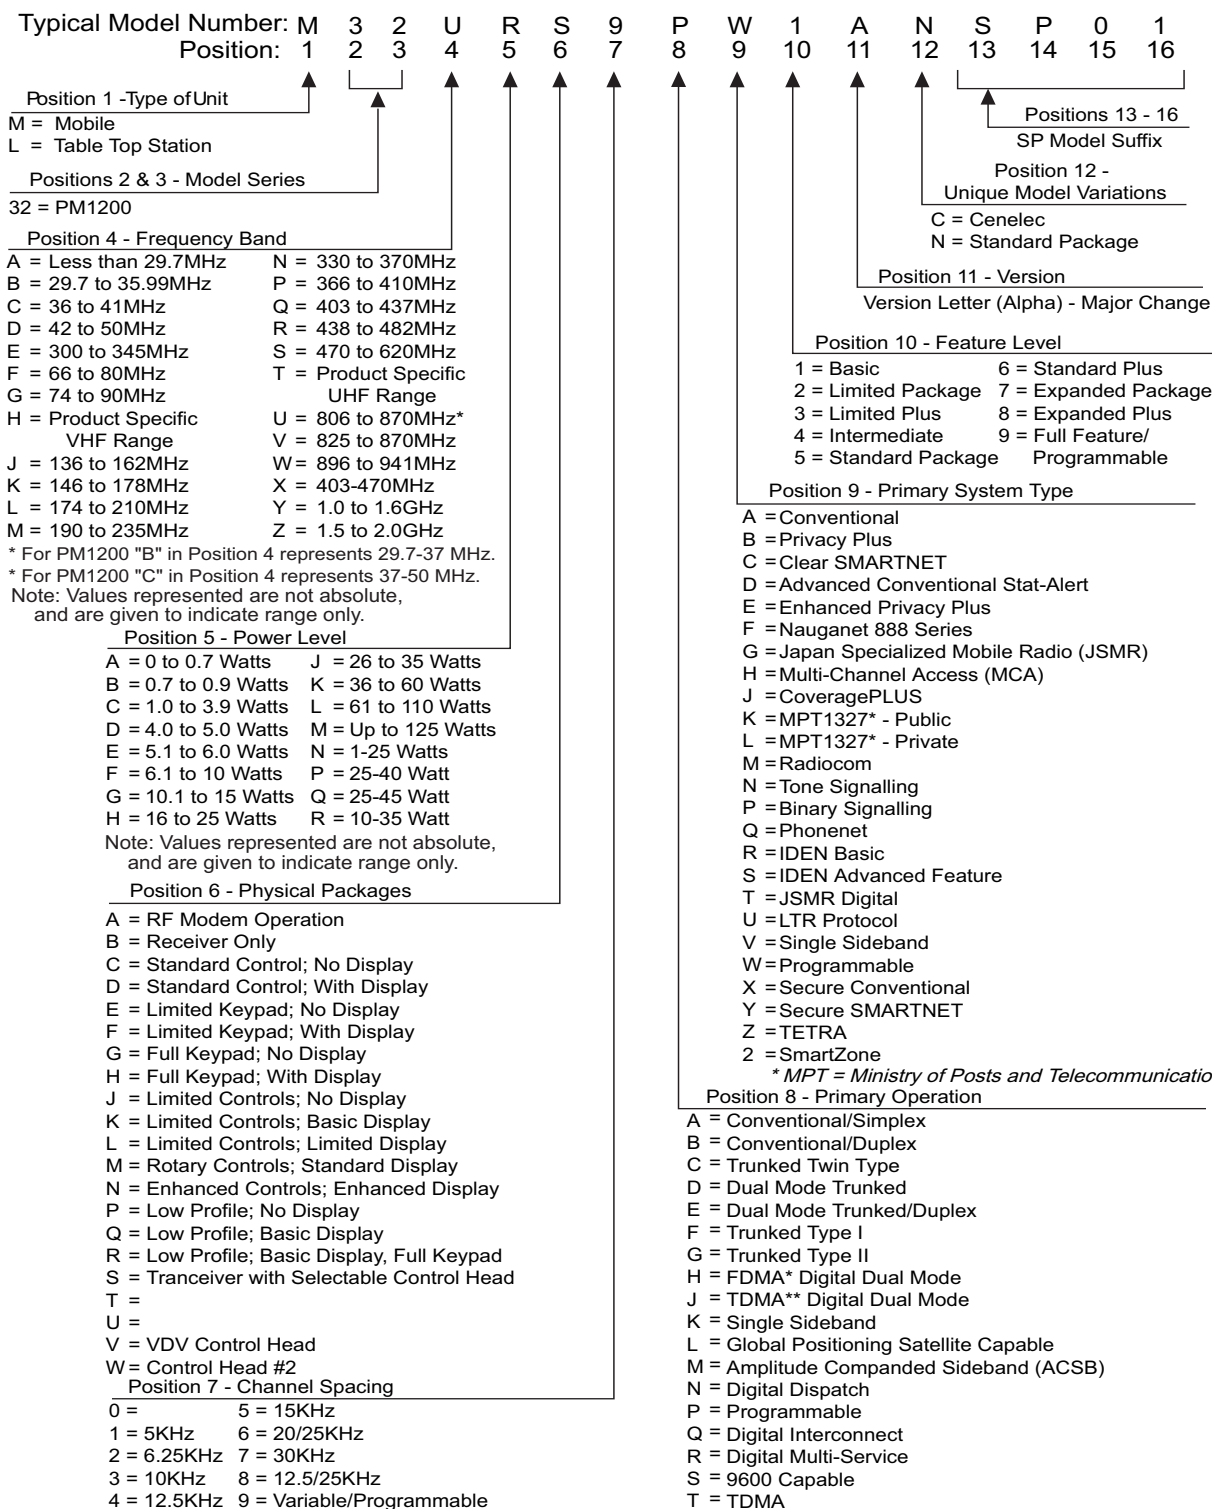 Typical Model Number: M 3 2 U R S 9 P W 1 A N S P 0 1
Position: 1 2 3 4 5 6 7 8 9 10 11 12 13 14 15 16
Position 1 -Type of Unit
M = Mobile
L = Table Top Station
Positions 2 & 3 - Model Series
32 = PM1200
Position 4 - Frequency Band
A = Less than 29.7MHz
B = 29.7 to 35.99MHz
C = 36 to 41MHz
D = 42 to 50MHz
E = 300 to 345MHz
F = 66 to 80MHz
G = 74 to 90MHz
H = Product Specific
VHF Range
J = 136 to 162MHz
K = 146 to 178MHz
L = 174 to 210MHz
M = 190 to 235MHz
N = 330 to 370MHz
P = 366 to 410MHz
Q = 403 to 437MHz
R = 438 to 482MHz
S = 470 to 620MHz
T = Product Specific
UHF Range
U = 806 to 870MHz*
V = 825 to 870MHz
W = 896 to 941MHz
X = 403-470MHz
Y = 1.0 to 1.6GHz
Z = 1.5 to 2.0GHz
* For PM1200 "B" in Position 4 represents 29.7-37 MHz.
* For PM1200 "C" in Position 4 represents 37-50 MHz.
Note: Values represented are not absolute,
and are given to indicate range only.
Position 5 - Power Level
A = 0 to 0.7 Watts
B = 0.7 to 0.9 Watts
C = 1.0 to 3.9 Watts
D = 4.0 to 5.0 Watts
E = 5.1 to 6.0 Watts
F = 6.1 to 10 Watts
G = 10.1 to 15 Watts
H = 16 to 25 Watts
J = 26 to 35 Watts
K = 36 to 60 Watts
L = 61 to 110 Watts
M = Up to 125 Watts
N = 1-25 Watts
P = 25-40 Watt
Q = 25-45 Watt
R = 10-35 Watt
Note: Values represented are not absolute,
and are given to indicate range only.
Position 6 - Physical Packages
A = RF Modem Operation
B = Receiver Only
C = Standard Control; No Display
D = Standard Control; With Display
E = Limited Keypad; No Display
F = Limited Keypad; With Display
G = Full Keypad; No Display
H = Full Keypad; With Display
J = Limited Controls; No Display
K = Limited Controls; Basic Display
L = Limited Controls; Limited Display
M = Rotary Controls; Standard Display
N = Enhanced Controls; Enhanced Display
P = Low Profile; No Display
Q = Low Profile; Basic Display
R = Low Profile; Basic Display, Full Keypad
S = Tranceiver with Selectable Control Head
T =
U =
V = VDV Control Head
W = Control Head #2
Position 7 - Channel Spacing
0 =
1 = 5KHz
2 = 6.25KHz
3 = 10KHz
4 = 12.5KHz
5 = 15KHz
6 = 20/25KHz
7 = 30KHz
8 = 12.5/25KHz
9 = Variable/Programmable
Positions 13 - 16
SP Model Suffix
Position 12 -
Unique Model Variations
C = Cenelec
N = Standard Package
Position 11 - Version
Version Letter (Alpha) - Major Change
Position 10 - Feature Level
1 = Basic
2 = Limited Package
3 = Limited Plus
4 = Intermediate
5 = Standard Package
6 = Standard Plus
7 = Expanded Package
8 = Expanded Plus
9 = Full Feature/
Programmable
Position 9 - Primary System Type
A = Conventional
B = Privacy Plus
C = Clear SMARTNET
D = Advanced Conventional Stat-Alert
E = Enhanced Privacy Plus
F = Nauganet 888 Series
G = Japan Specialized Mobile Radio (JSMR)
H = Multi-Channel Access (MCA)
J = CoveragePLUS
K = MPT1327* - Public
L = MPT1327* - Private
M = Radiocom
N = Tone Signalling
P = Binary Signalling
Q = Phonenet
R = IDEN Basic
S = IDEN Advanced Feature
T = JSMR Digital
U = LTR Protocol
V = Single Sideband
W = Programmable
X = Secure Conventional
Y = Secure SMARTNET
Z = TETRA
2 = SmartZone
* MPT = Ministry of Posts and Telecommunicatio
Position 8 - Primary Operation
A = Conventional/Simplex
B = Conventional/Duplex
C = Trunked Twin Type
D = Dual Mode Trunked
E = Dual Mode Trunked/Duplex
F = Trunked Type I
G = Trunked Type II
H = FDMA* Digital Dual Mode
J = TDMA** Digital Dual Mode
K = Single Sideband
L = Global Positioning Satellite Capable
M = Amplitude Companded Sideband (ACSB)
N = Digital Dispatch
P = Programmable
Q = Digital Interconnect
R = Digital Multi-Service
S = 9600 Capable
T = TDMA